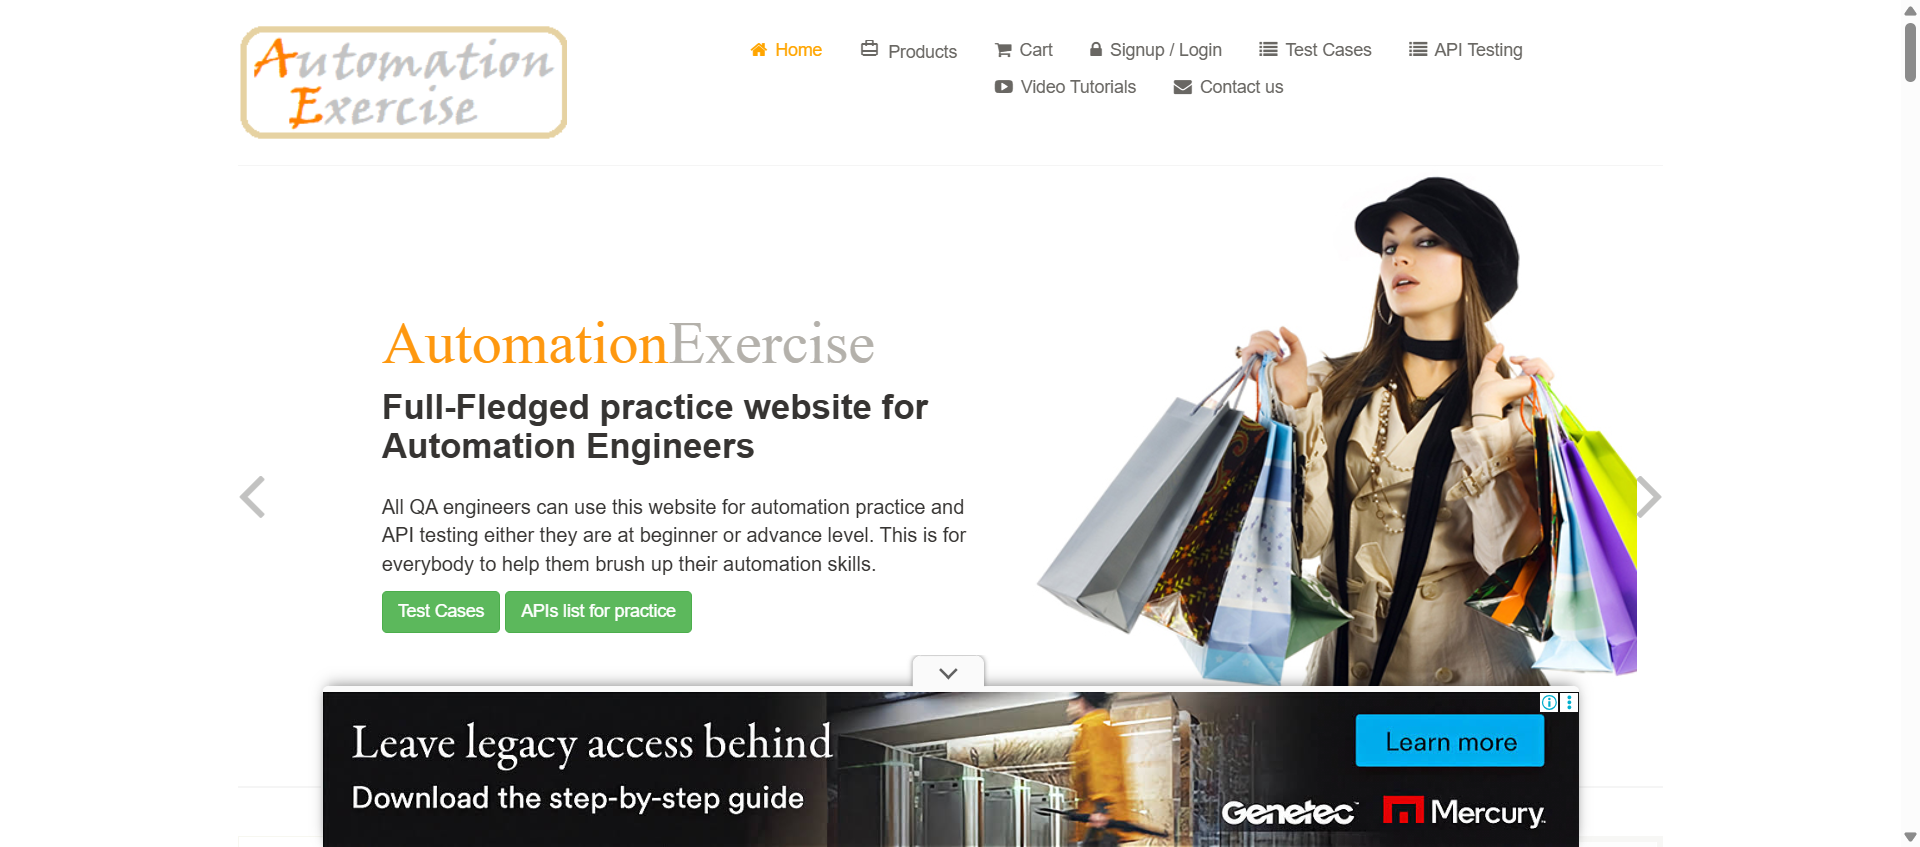 Automation
Exercise
Home
Products
Cart
Signup / Login
Test Cases
API Testing
Video Tutorials
Contact us
AutomationExercise
Full-Fledged practice website for
Automation Engineers
All QA engineers can use this website for automation practice and
API testing either they are at beginner or advance level. This is for
everybody to help them brush up their automation skills.
Test Cases
APIs list for practice
Leave legacy access behind
Download the step-by-step guide
Learn more
Genetec™
Mercury™